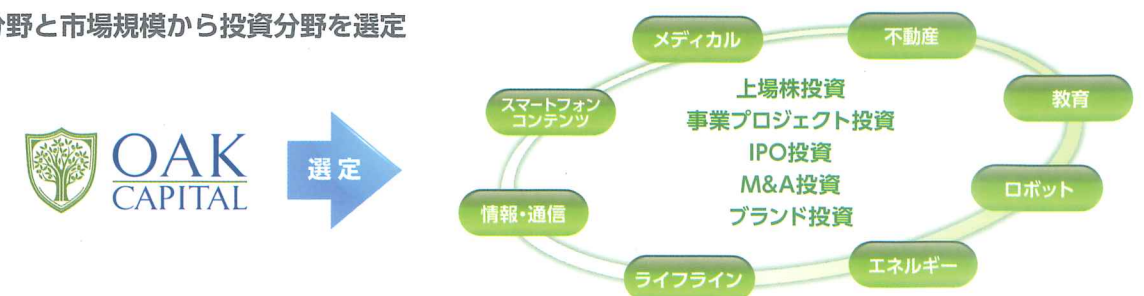 野と市場規模から投資分野を選定
OAK
CAPITAL
選定
メディカル
不動産
スマートフォン
コンテンツ
教育
情報・通信
ロボット
ライフライン
エネルギー
上場株投資
事業プロジェクト投資
IPO投資
M&A投資
ブランド投資